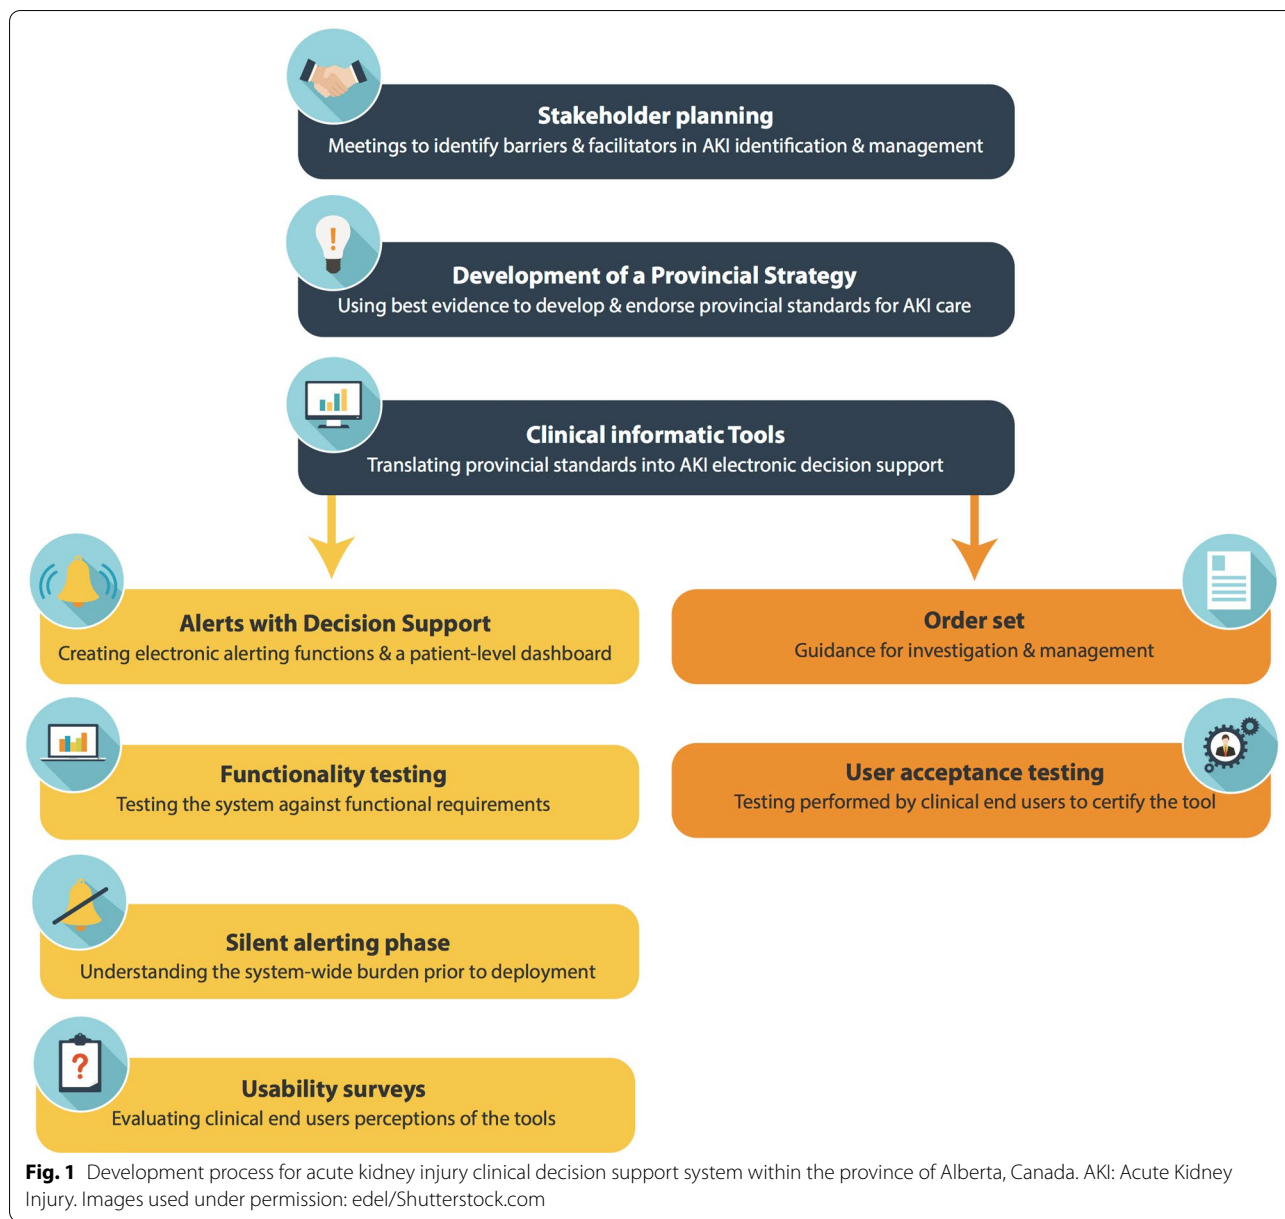 Stakeholder planning
Meetings to identify barriers & facilitators in AKI identification & management
Development of a Provincial Strategy
Using best evidence to develop & endorse provincial standards for AKI care
Clinical informatic Tools
Translating provincial standards into AKI electronic decision support
Alerts with Decision Support
Creating electronic alerting functions & a patient-level dashboard
Functionality testing
Testing the system against functional requirements
Silent alerting phase
Understanding the system-wide burden prior to deployment
Usability surveys
Evaluating clinical end users perceptions of the tools
Order set
Guidance for investigation & management
User acceptance testing
Testing performed by clinical end users to certify the tool
Fig. 1 Development process for acute kidney injury clinical decision support system within the province of Alberta, Canada. AKI: Acute Kidney
Injury. Images used under permission: edel/Shutterstock.com